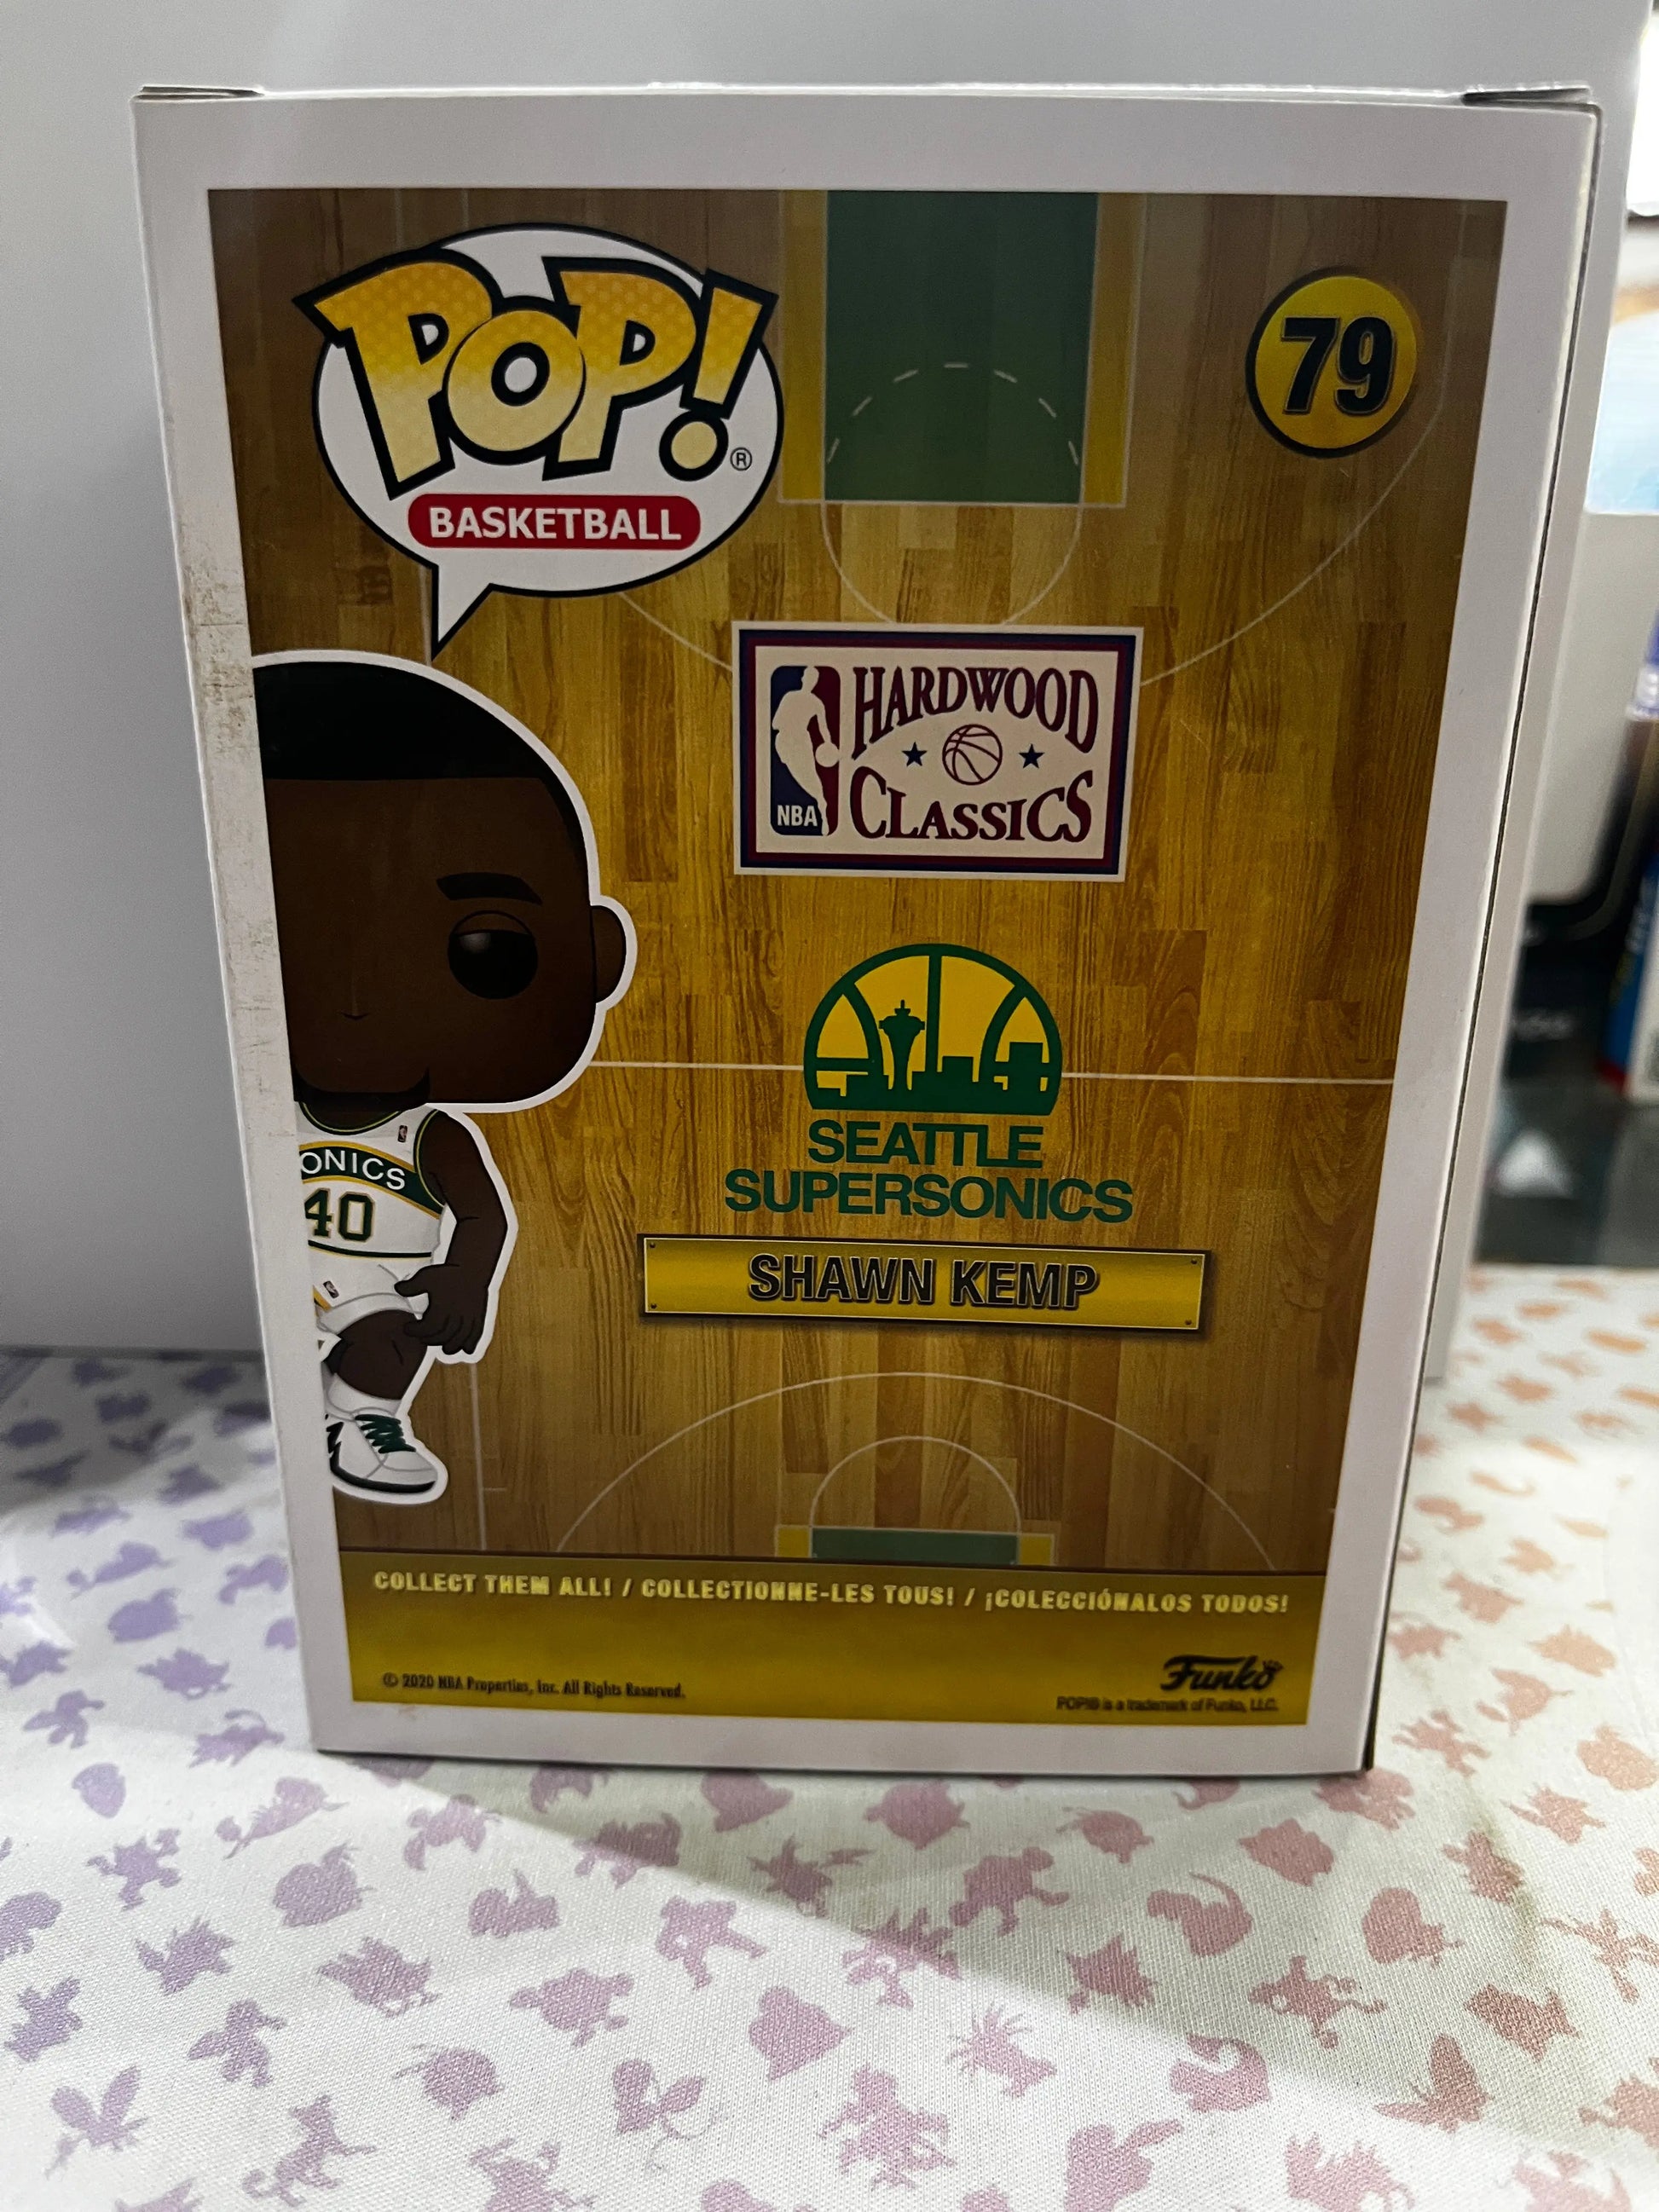 POP!®
79
BASKETBALL
HARDWOOD
NBA
CLASSICS
ONICS
40
SEATTLE
SUPERSONICS
SHAWN KEMP
COLLECT THEM ALL! / COLLECTIONNE-LES TOUS! / ¡COLECCIÓNALOS TODOS!
Funko
© 2020 NBA Properties, Inc. All Rights Reserved.
POP!® is a trademark of Funko, LLC.